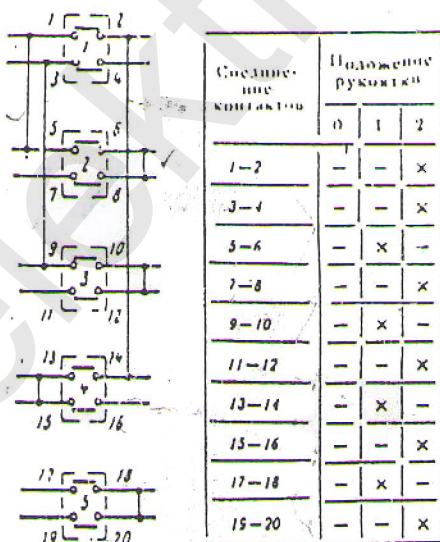 1 2
1
3 4
5 6
2
7 8
9 10
3
11 12
13 14
4
15 16
17 18
5
19 20
Соединение контактов
Положение рукоятки
0 1 2
1–2 – – ×
3–4 – – ×
5–6 – × –
7–8 – – ×
9–10 – × –
11–12 – – ×
13–14 – × –
15–16 – – ×
17–18 – × –
19–20 – – ×
elekt